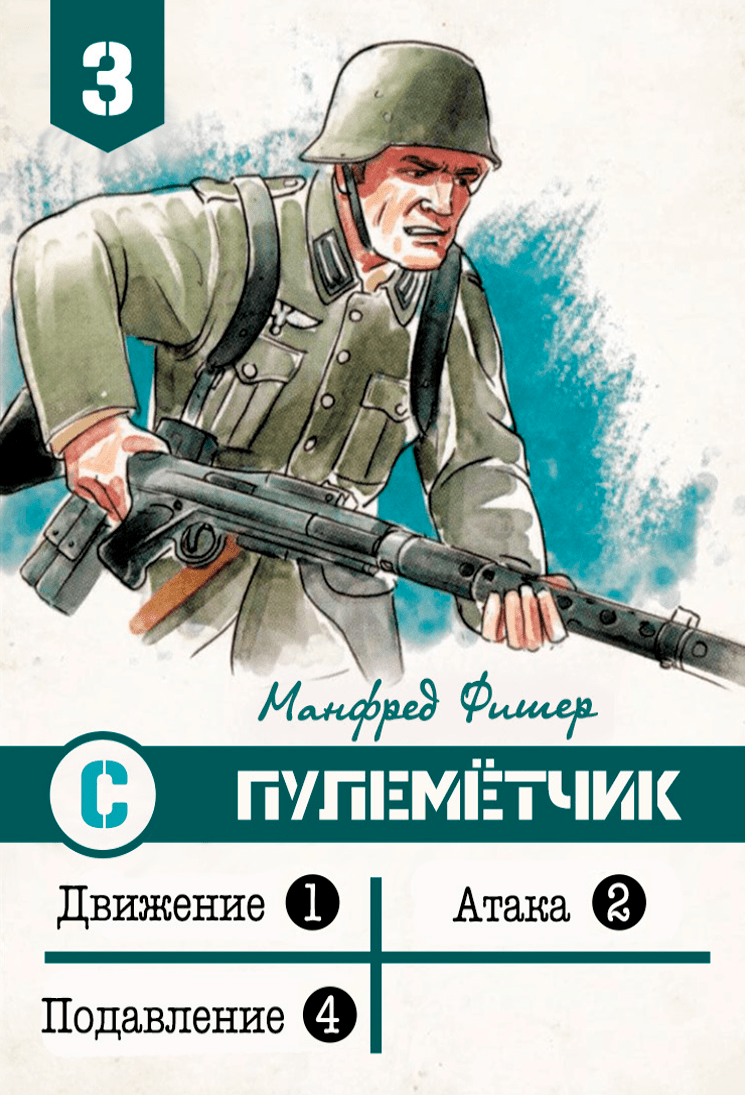 3
Манфред Фишер
С ПУЛЕМЁТЧИК
Движение 1 Атака 2
Подавление 4